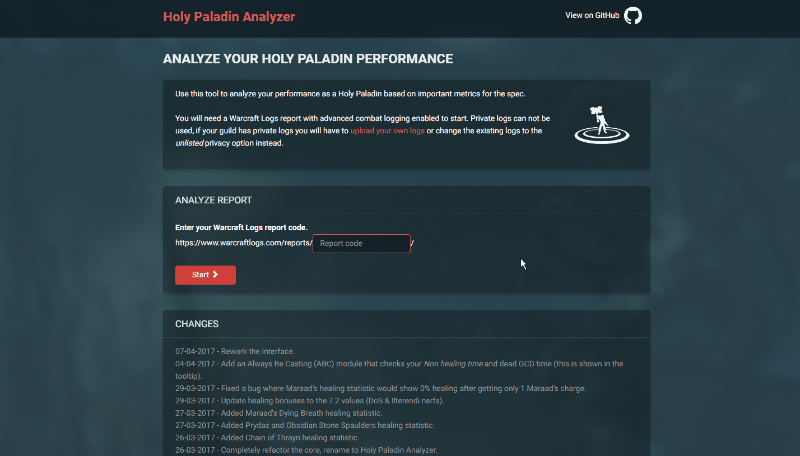 Holy Paladin Analyzer
View on GitHub
ANALYZE YOUR HOLY PALADIN PERFORMANCE
Use this tool to analyze your performance as a Holy Paladin based on important metrics for the spec.
You will need a Warcraft Logs report with advanced combat logging enabled to start. Private logs can not be
used, if your guild has private logs you will have to upload your own logs or change the existing logs to the
unlisted privacy option instead.
ANALYZE REPORT
Enter your Warcraft Logs report code.
https://www.warcraftlogs.com/reports/ Report code /
Start
CHANGES
07-04-2017 - Rework the interface.
04-04-2017 - Add an Always Be Casting (ABC) module that checks your Non healing time and dead GCD time (this is shown in the
tooltip).
29-03-2017 - Fixed a bug where Maraad's healing statistic would show 0% healing after getting only 1 Maraad's charge.
29-03-2017 - Update healing bonuses to the 7.2 values (DoS & Ilterendi nerfs).
27-03-2017 - Added Maraad's Dying Breath healing statistic.
27-03-2017 - Added Prydaz and Obsidian Stone Spaulders healing statistic.
26-03-2017 - Added Chain of Thrayn healing statistic.
26-03-2017 - Completely refactor the core, rename to Holy Paladin Analyzer.